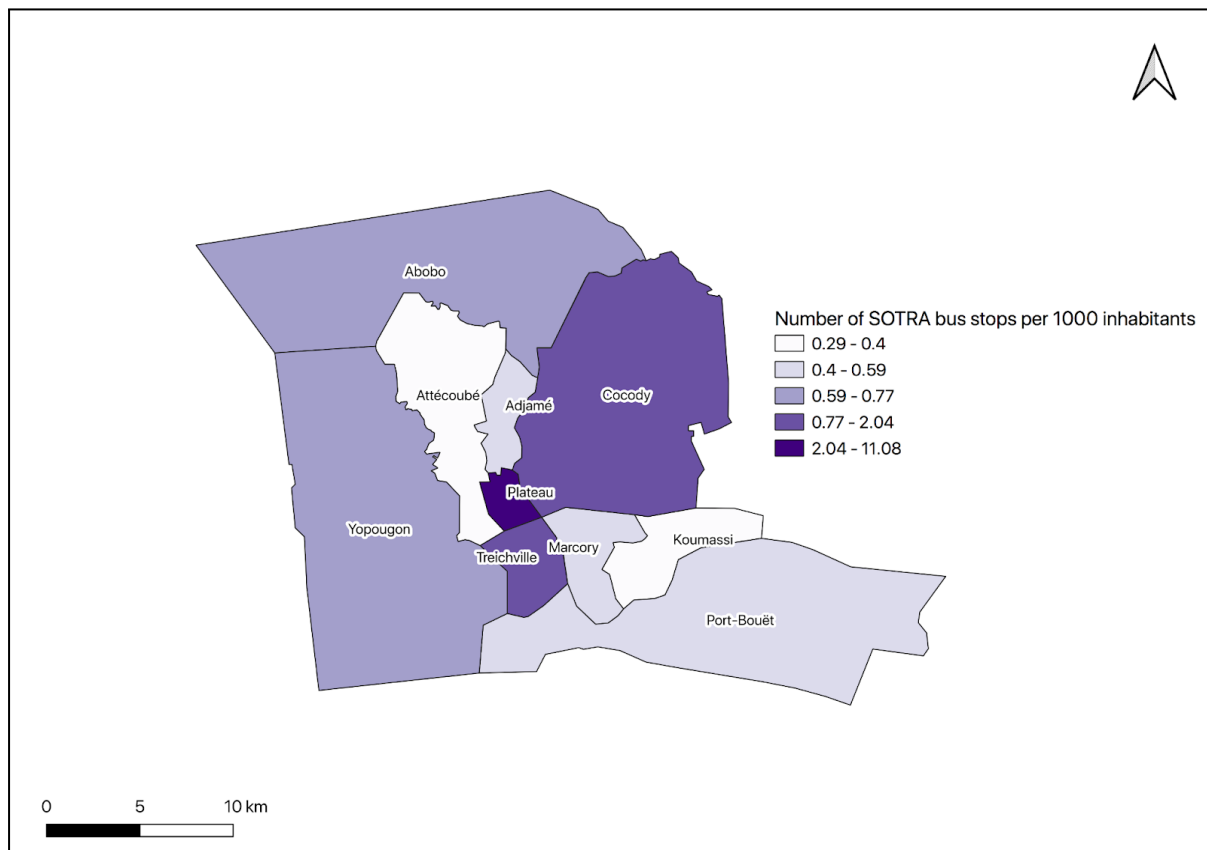 Abobo
Number of SOTRA bus stops per 1000 inhabitants
0.29 - 0.4
0.4 - 0.59
0.59 - 0.77
0.77 - 2.04
2.04 - 11.08
Attécoubé
Adjamé
Cocody
Plateau
Yopougon
Treichville
Marcory
Koumassi
Port-Bouët
0 5 10 km